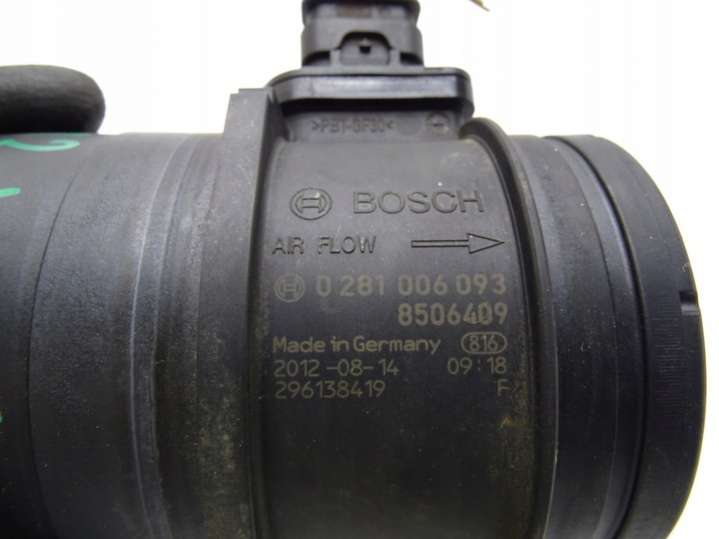 >PBT-GF30<
BOSCH
AIR FLOW
0 281 006 093
8506409
Made in Germany 816
2012-08-14 09:18
296138419 F